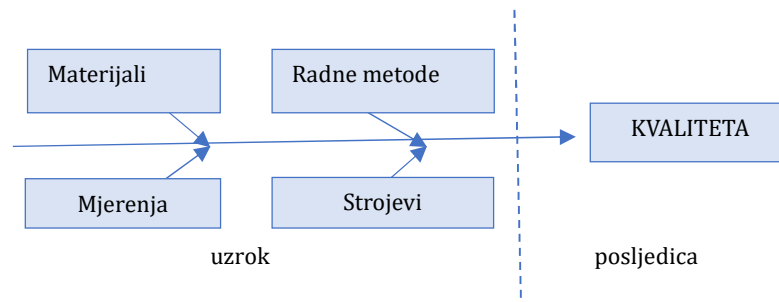 Materijali
Radne metode
KVALITETA
Mjerenja
Strojevi
uzrok
posljedica